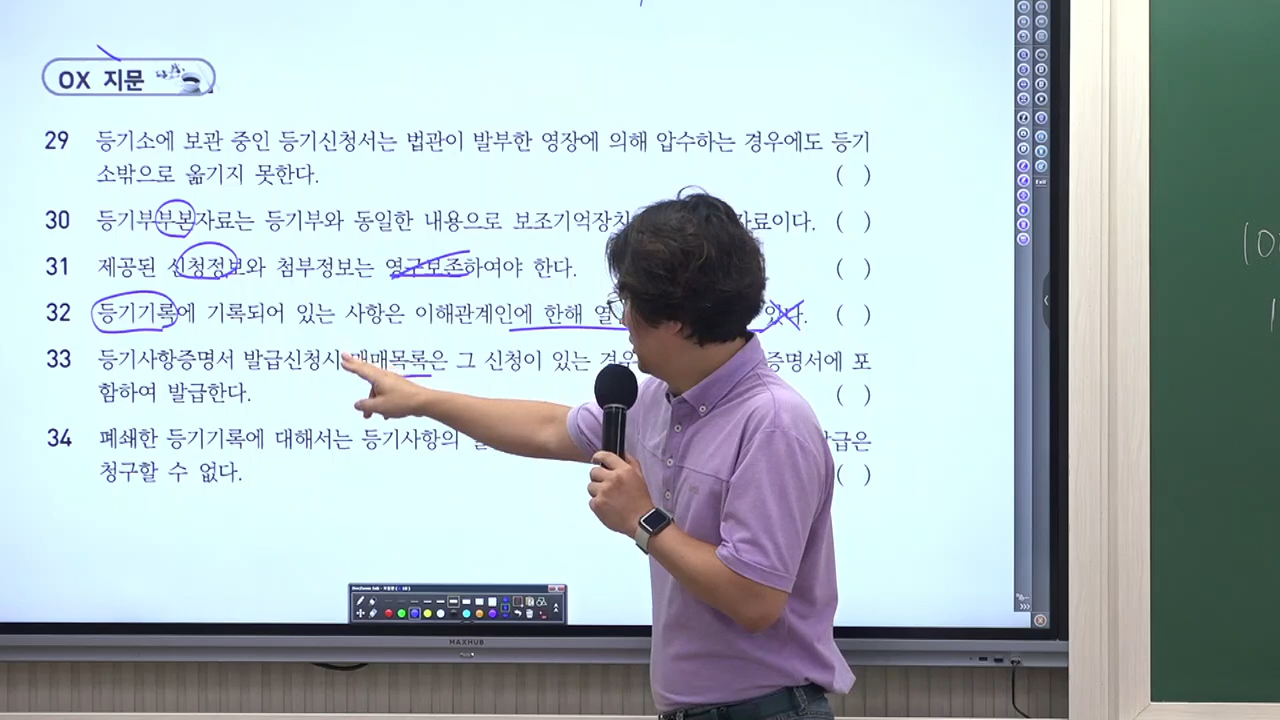 OX 지문
29 등기소에 보관 중인 등기신청서는 법관이 발부한 영장에 의해 압수하는 경우에도 등기
소밖으로 옮기지 못한다. ( )
30 등기부부본자료는 등기부와 동일한 내용으로 보조기억장치 자료이다. ( )
31 제공된 신청정보와 첨부정보는 영구보존하여야 한다. ( )
32 등기기록에 기록되어 있는 사항은 이해관계인에 한해 열 있다. ( )
33 등기사항증명서 발급신청시 매매목록은 그 신청이 있는 경우 증명서에 포
함하여 발급한다. ( )
34 폐쇄한 등기기록에 대해서는 등기사항의 발급은
청구할 수 없다. ( )
MAXHUB
10
1
Exit